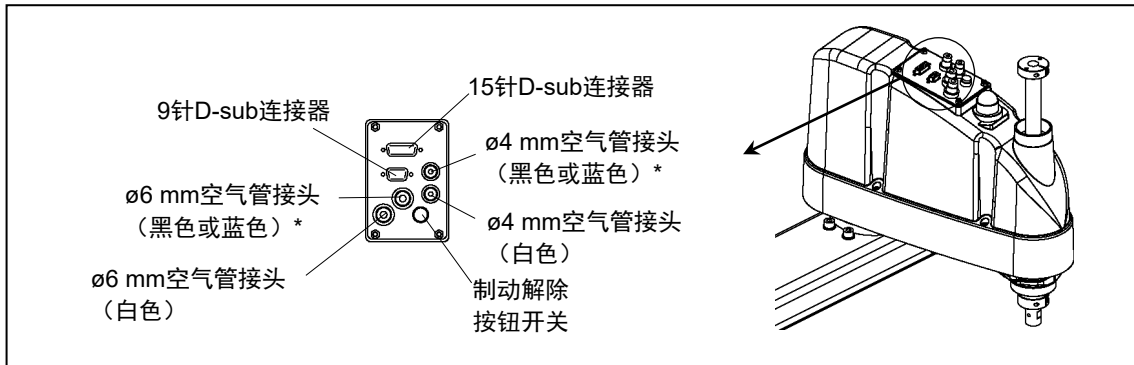 15针D-sub连接器
9针D-sub连接器
ø4 mm空气管接头
（黑色或蓝色）*
ø6 mm空气管接头
（黑色或蓝色）*
ø4 mm空气管接头
（白色）
ø6 mm空气管接头
（白色）
制动解除
按钮开关